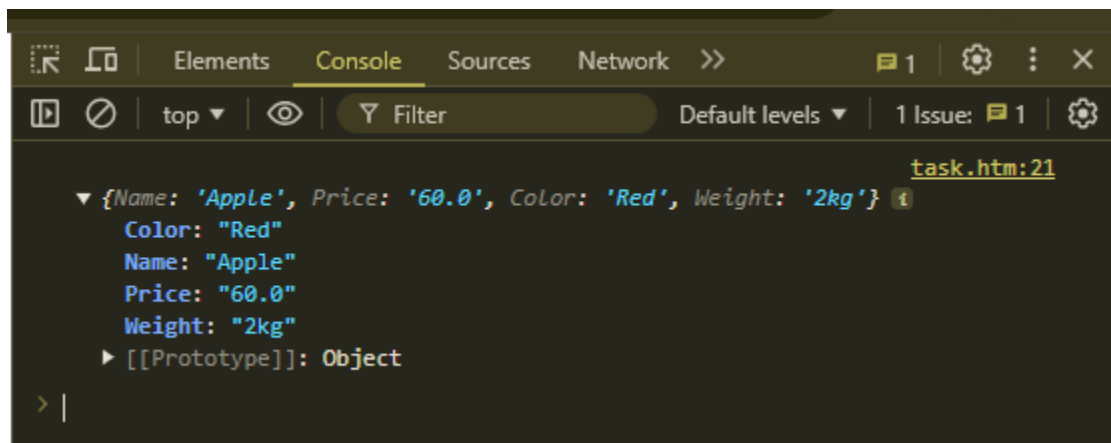 Elements Console Sources Network 1
top Filter Default levels 1 Issue: 1
task.htm:21
{Name: 'Apple', Price: '60.0', Color: 'Red', Weight: '2kg'} i
Color: "Red"
Name: "Apple"
Price: "60.0"
Weight: "2kg"
[[Prototype]]: Object